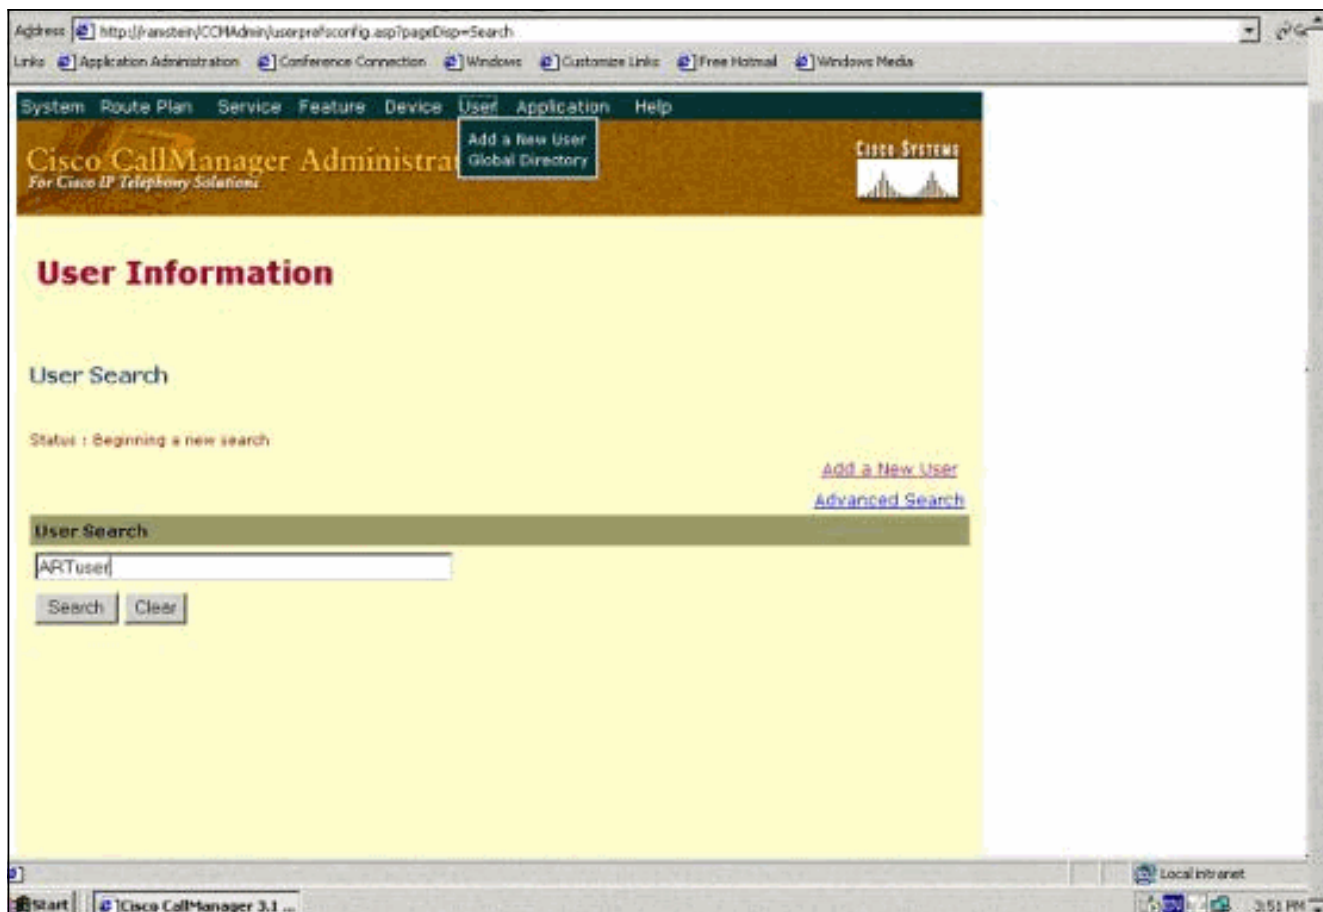 Address http://ramstein/CCMAdmin/userprefsconfig.asp?pageDisp=Search
Links Application Administration Conference Connection Windows Customize Links Free Hotmail Windows Media
System Route Plan Service Feature Device User Application Help
Add a New User
Global Directory
Cisco CallManager Administra
For Cisco IP Telephony Solutions
CISCO SYSTEMS
User Information
User Search
Status : Beginning a new search
Add a New User
Advanced Search
User Search
ARTuser
Search Clear
Local intranet
Start Cisco CallManager 3.1 ... 3:51 PM